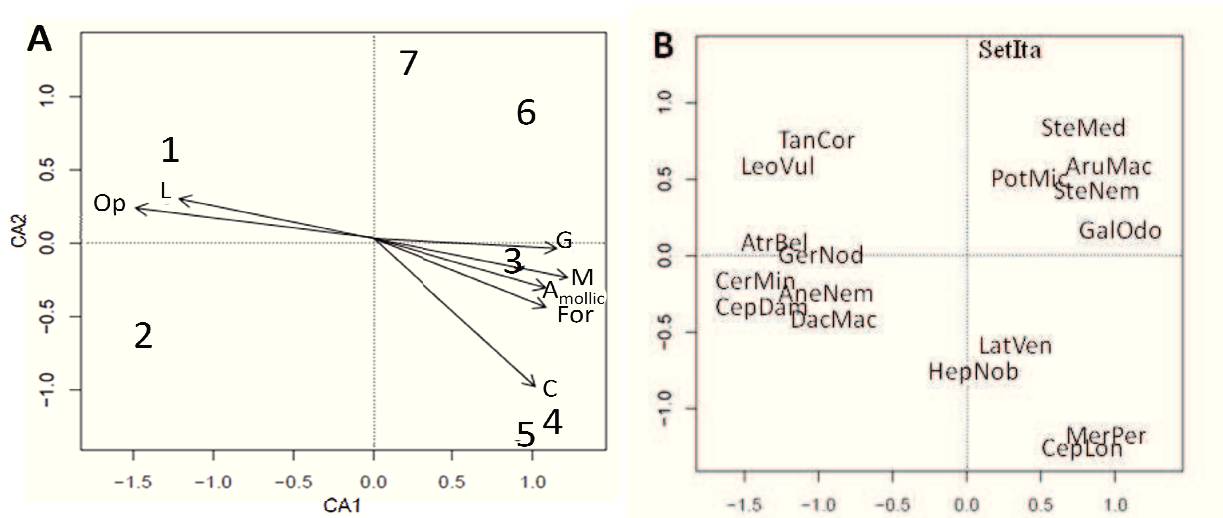 A
7
6
1
L
Op
G
3
M
A mollic
For
2
C
4
5
CA2
1.0
0.5
0.0
−0.5
−1.0
−1.5 −1.0 −0.5 0.0 0.5 1.0
CA1
B
SetIta
SteMed
TanCor
LeoVul
AruMac
PotMic
SteNem
GalOdo
AtrBel
GerNod
CerMin
AneNem
CepDam
DacMac
LatVen
HepNob
MerPer
CepLon
1.0
0.5
0.0
−0.5
−1.0
−1.5 −1.0 −0.5 0.0 0.5 1.0